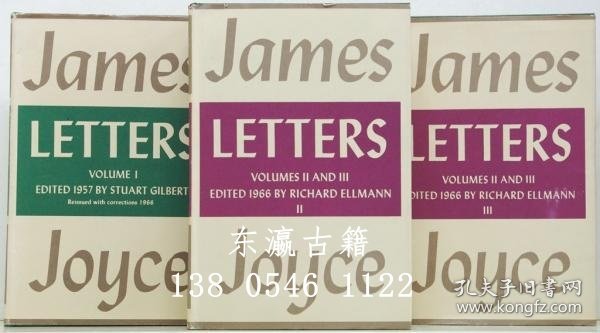 James
LETTERS
VOLUME I
EDITED 1957 BY STUART GILBERT
Reissued with corrections 1966
Joyce
James
LETTERS
VOLUMES II AND III
EDITED 1966 BY RICHARD ELLMANN
II
Joyce
James
LETTERS
VOLUMES II AND III
EDITED 1966 BY RICHARD ELLMANN
III
Joyce
东瀛古籍
138 0546 1122
孔夫子旧书网
www.kongfz.com